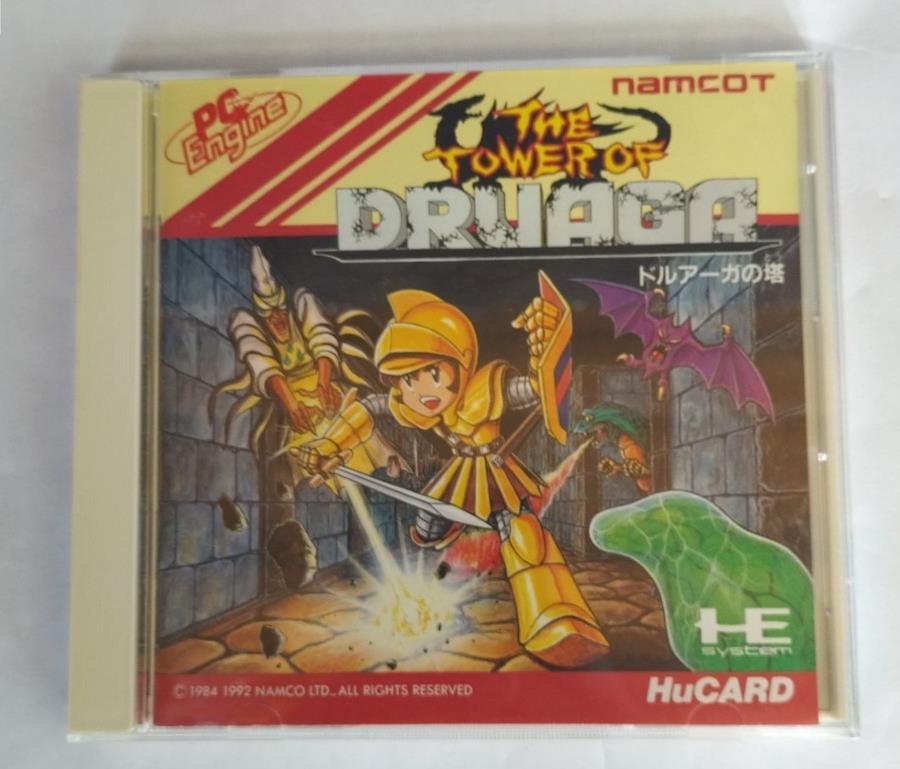 PC Engine
namcoT
THE
TOWER OF
DRUAGA
ドルアーガの塔
HE
system
© 1984 1992 NAMCO LTD., ALL RIGHTS RESERVED
HuCARD